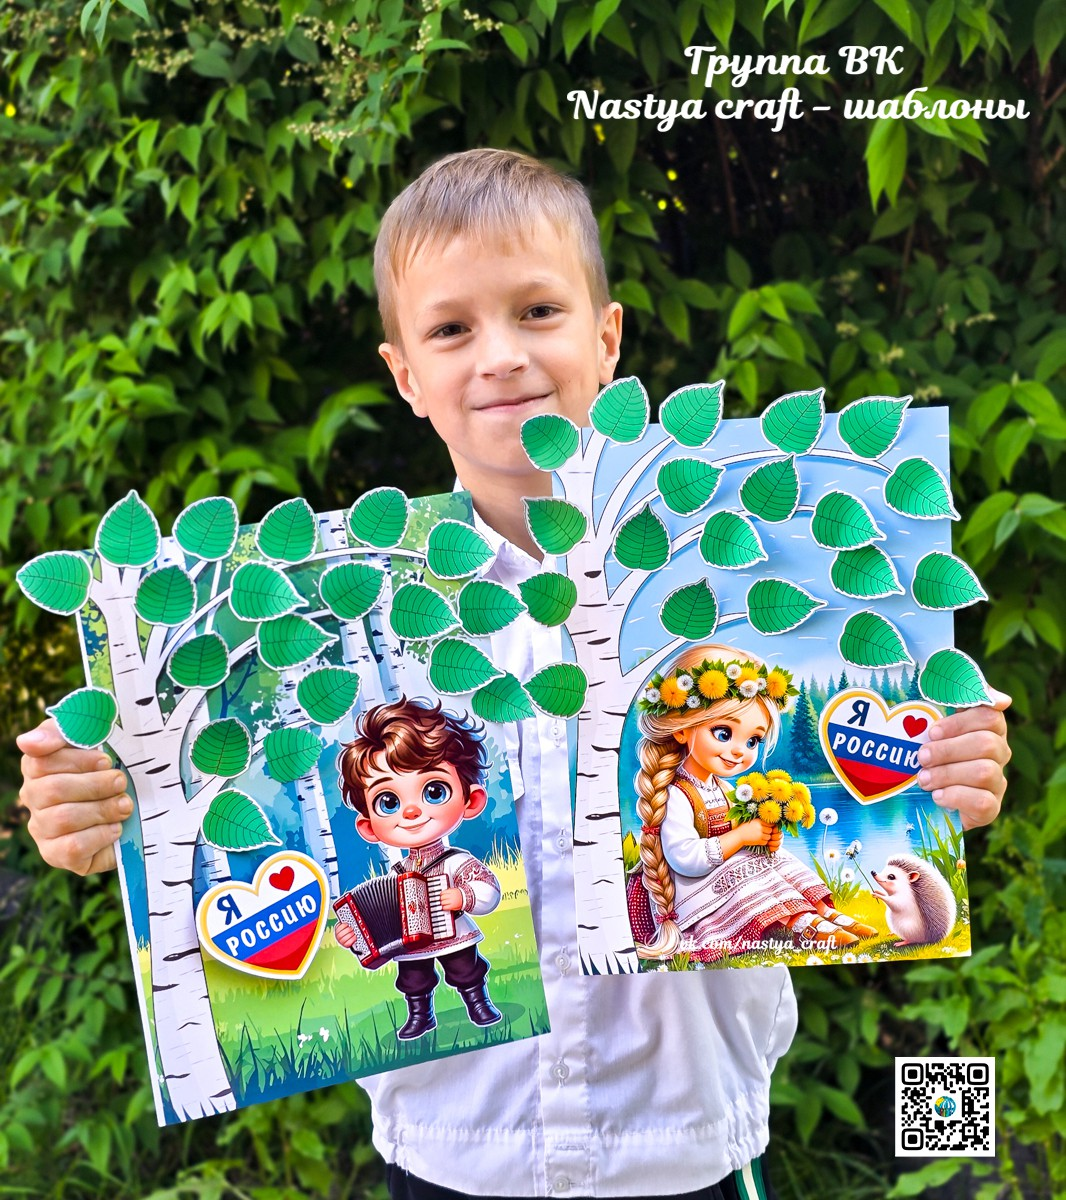 Группа ВК
Nastya craft – шаблоны
Я
РОССИЮ
Я
РОССИЮ
vk.com/nastya_craft